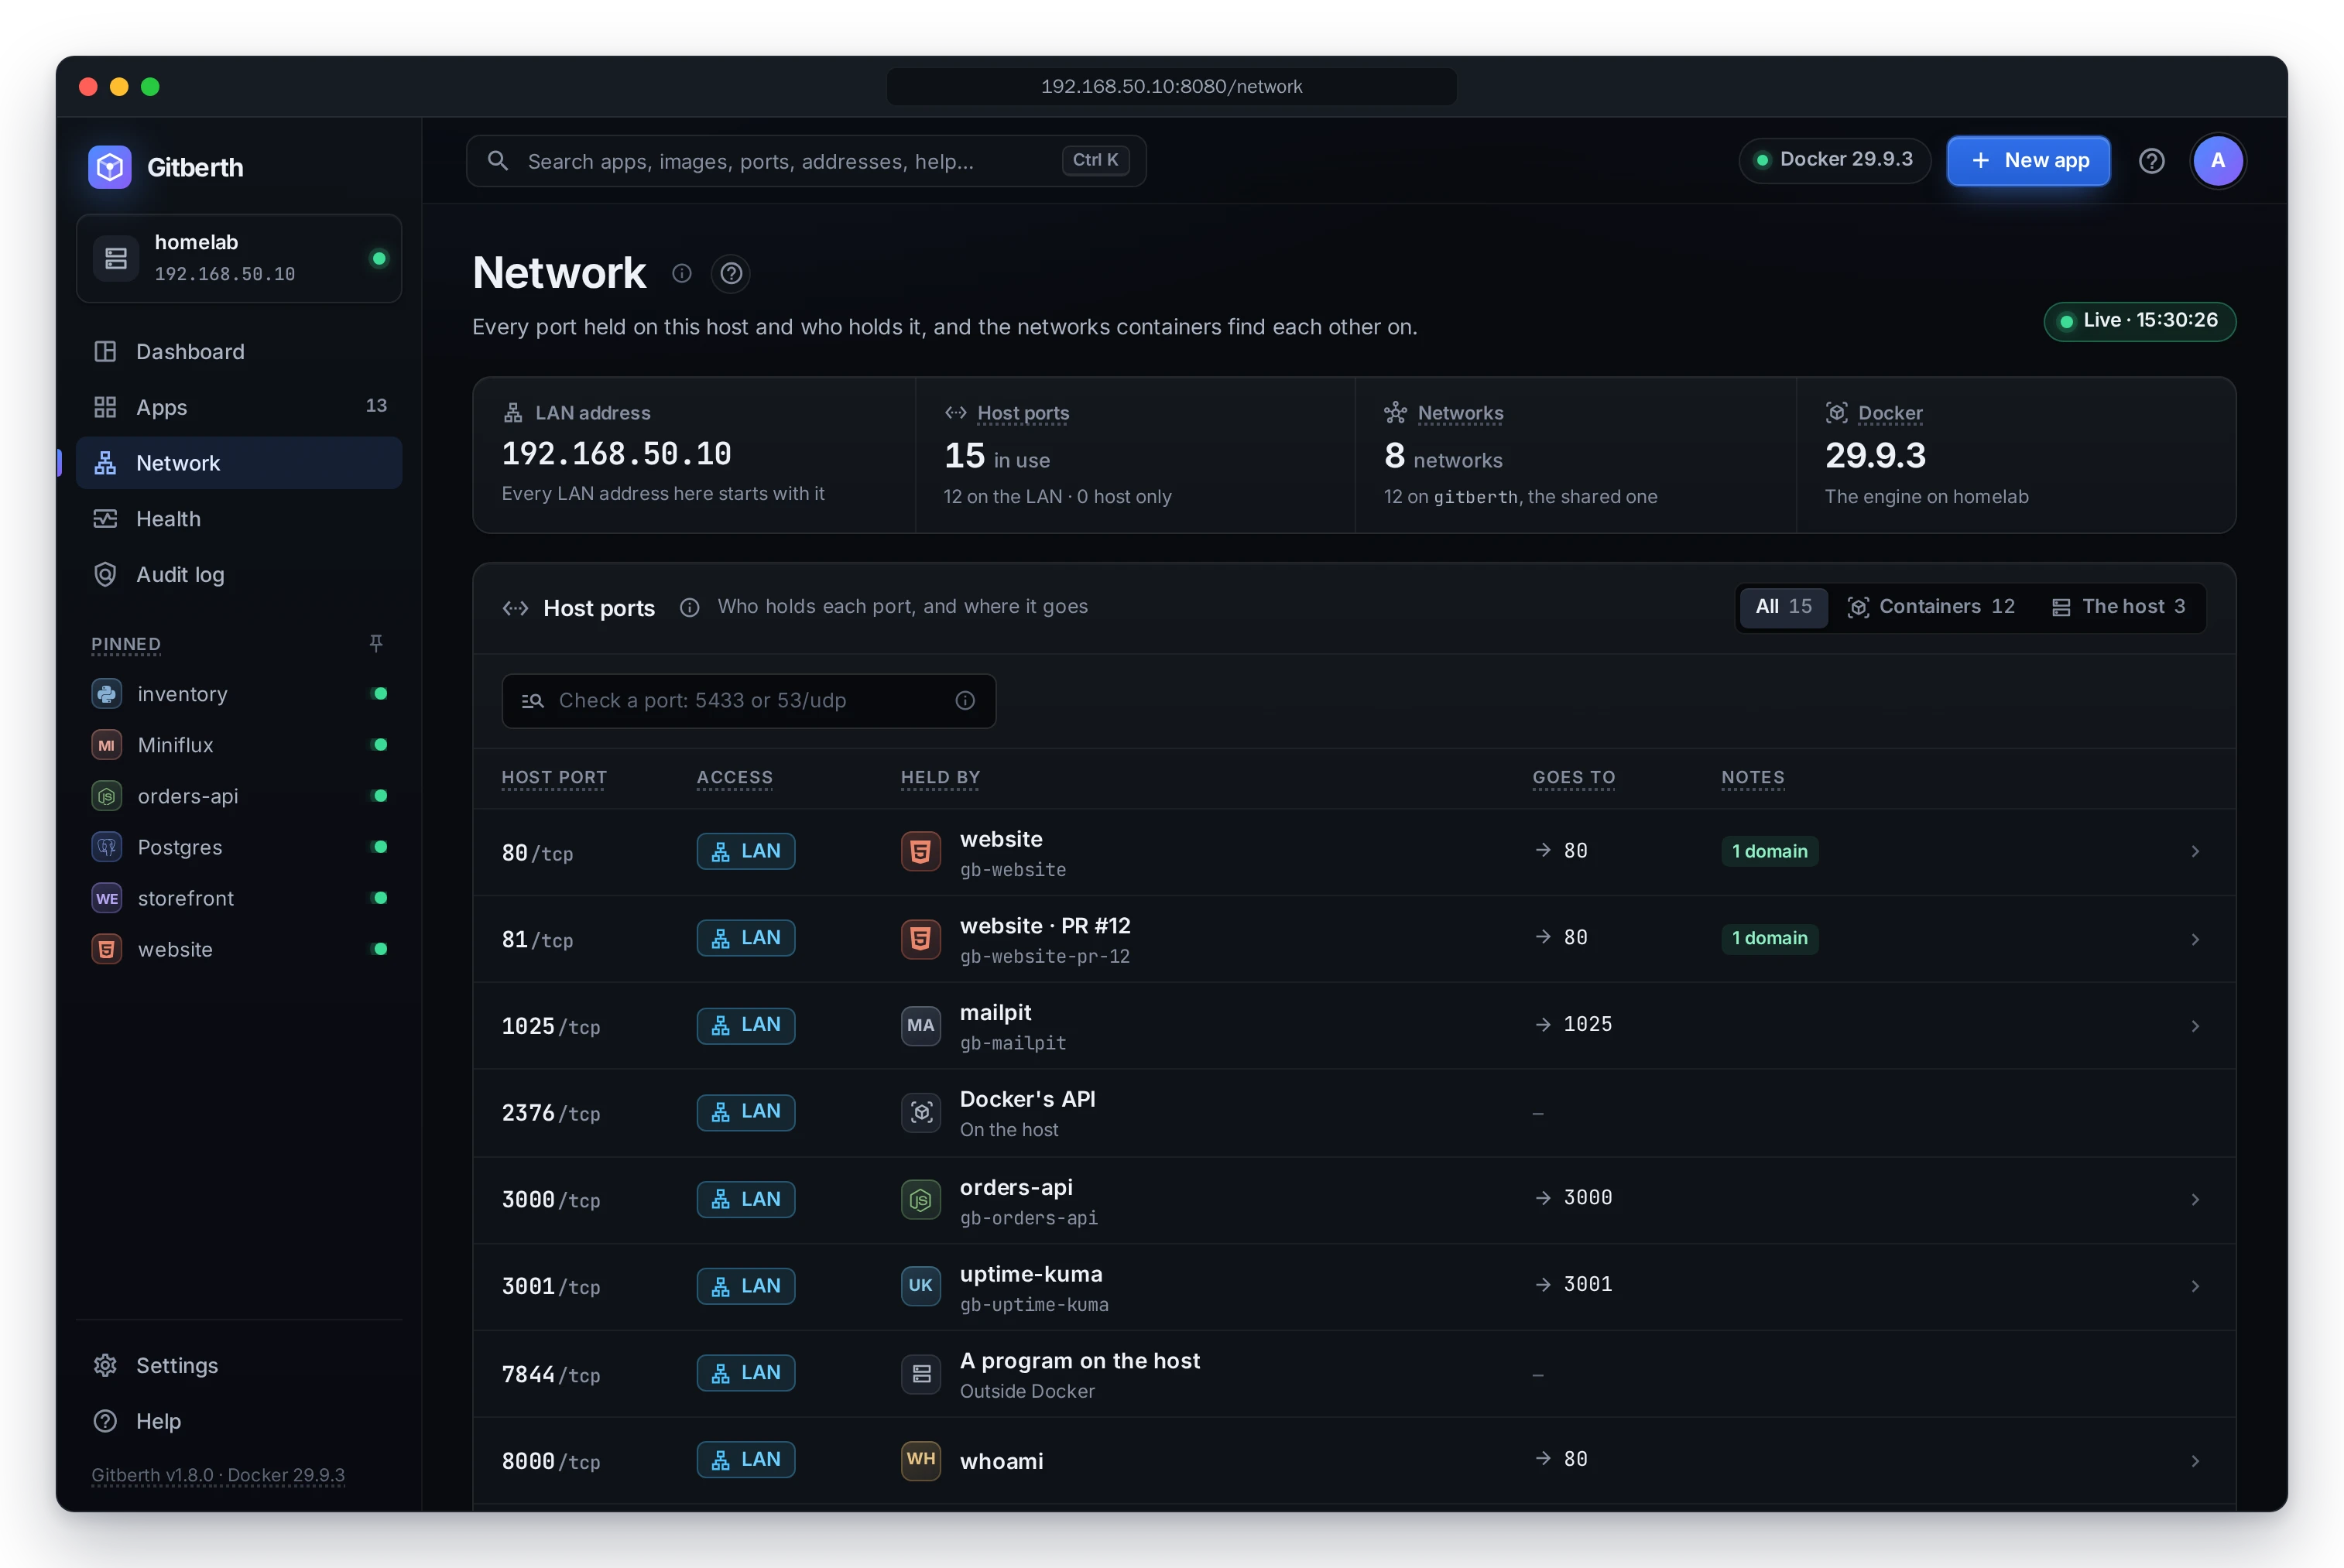 192.168.50.10:8080/network
Gitberth
Search apps, images, ports, addresses, help...
Ctrl K
Docker 29.9.3
New app
A
homelab
192.168.50.10
Dashboard
Apps 13
Network
Health
Audit log
PINNED
inventory
MI Miniflux
orders-api
Postgres
WE storefront
website
Settings
Help
Gitberth v1.8.0 · Docker 29.9.3
Network
Every port held on this host and who holds it, and the networks containers find each other on.
Live · 15:30:26
LAN address
192.168.50.10
Every LAN address here starts with it
Host ports
15 in use
12 on the LAN · 0 host only
Networks
8 networks
12 on gitberth, the shared one
Docker
29.9.3
The engine on homelab
Host ports Who holds each port, and where it goes
All 15 Containers 12 The host 3
Check a port: 5433 or 53/udp
HOST PORT ACCESS HELD BY GOES TO NOTES
80/tcp LAN website → 80 1 domain
gb-website
81/tcp LAN website · PR #12 → 80 1 domain
gb-website-pr-12
1025/tcp LAN MA mailpit → 1025
gb-mailpit
2376/tcp LAN Docker's API –
On the host
3000/tcp LAN orders-api → 3000
gb-orders-api
3001/tcp LAN UK uptime-kuma → 3001
gb-uptime-kuma
7844/tcp LAN A program on the host –
Outside Docker
8000/tcp LAN WH whoami → 80